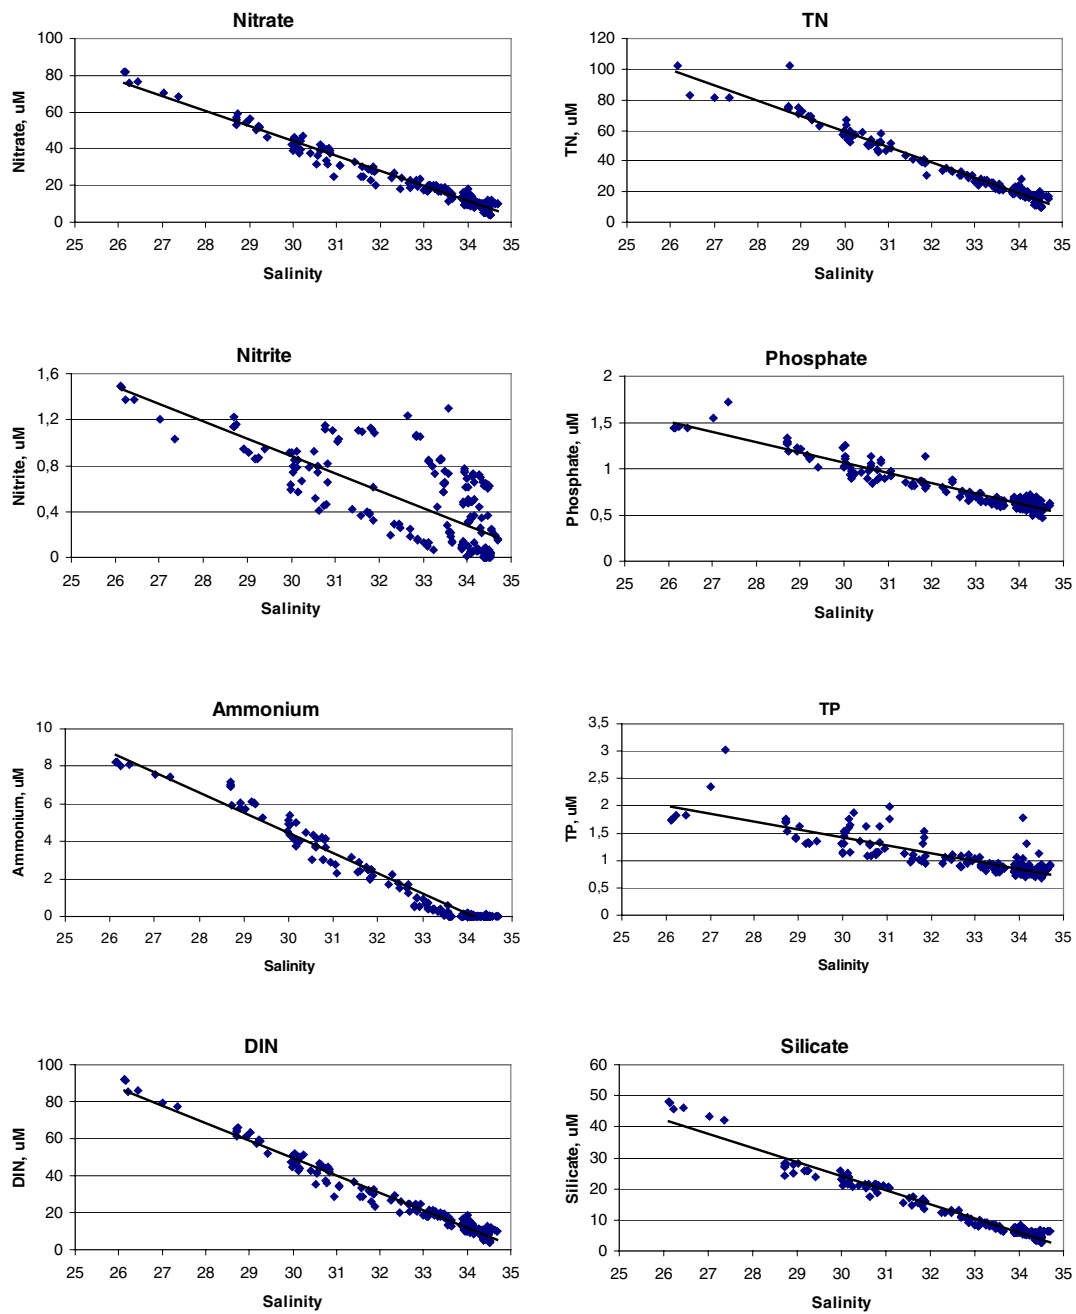 Nitrate
100
80
60
40
20
0
Nitrate, uM
25 26 27 28 29 30 31 32 33 34 35
Salinity
TN
120
100
80
60
40
20
0
TN, uM
25 26 27 28 29 30 31 32 33 34 35
Salinity
Nitrite
1,6
1,2
0,8
0,4
0
Nitrite, uM
25 26 27 28 29 30 31 32 33 34 35
Salinity
Phosphate
2
1,5
1
0,5
0
Phosphate, uM
25 26 27 28 29 30 31 32 33 34 35
Salinity
Ammonium
10
8
6
4
2
0
Ammonium, uM
25 26 27 28 29 30 31 32 33 34 35
Salinity
TP
3,5
3
2,5
2
1,5
1
0,5
0
TP, uM
25 26 27 28 29 30 31 32 33 34 35
Salinity
DIN
100
80
60
40
20
0
DIN, uM
25 26 27 28 29 30 31 32 33 34 35
Salinity
Silicate
60
50
40
30
20
10
0
Silicate, uM
25 26 27 28 29 30 31 32 33 34 35
Salinity